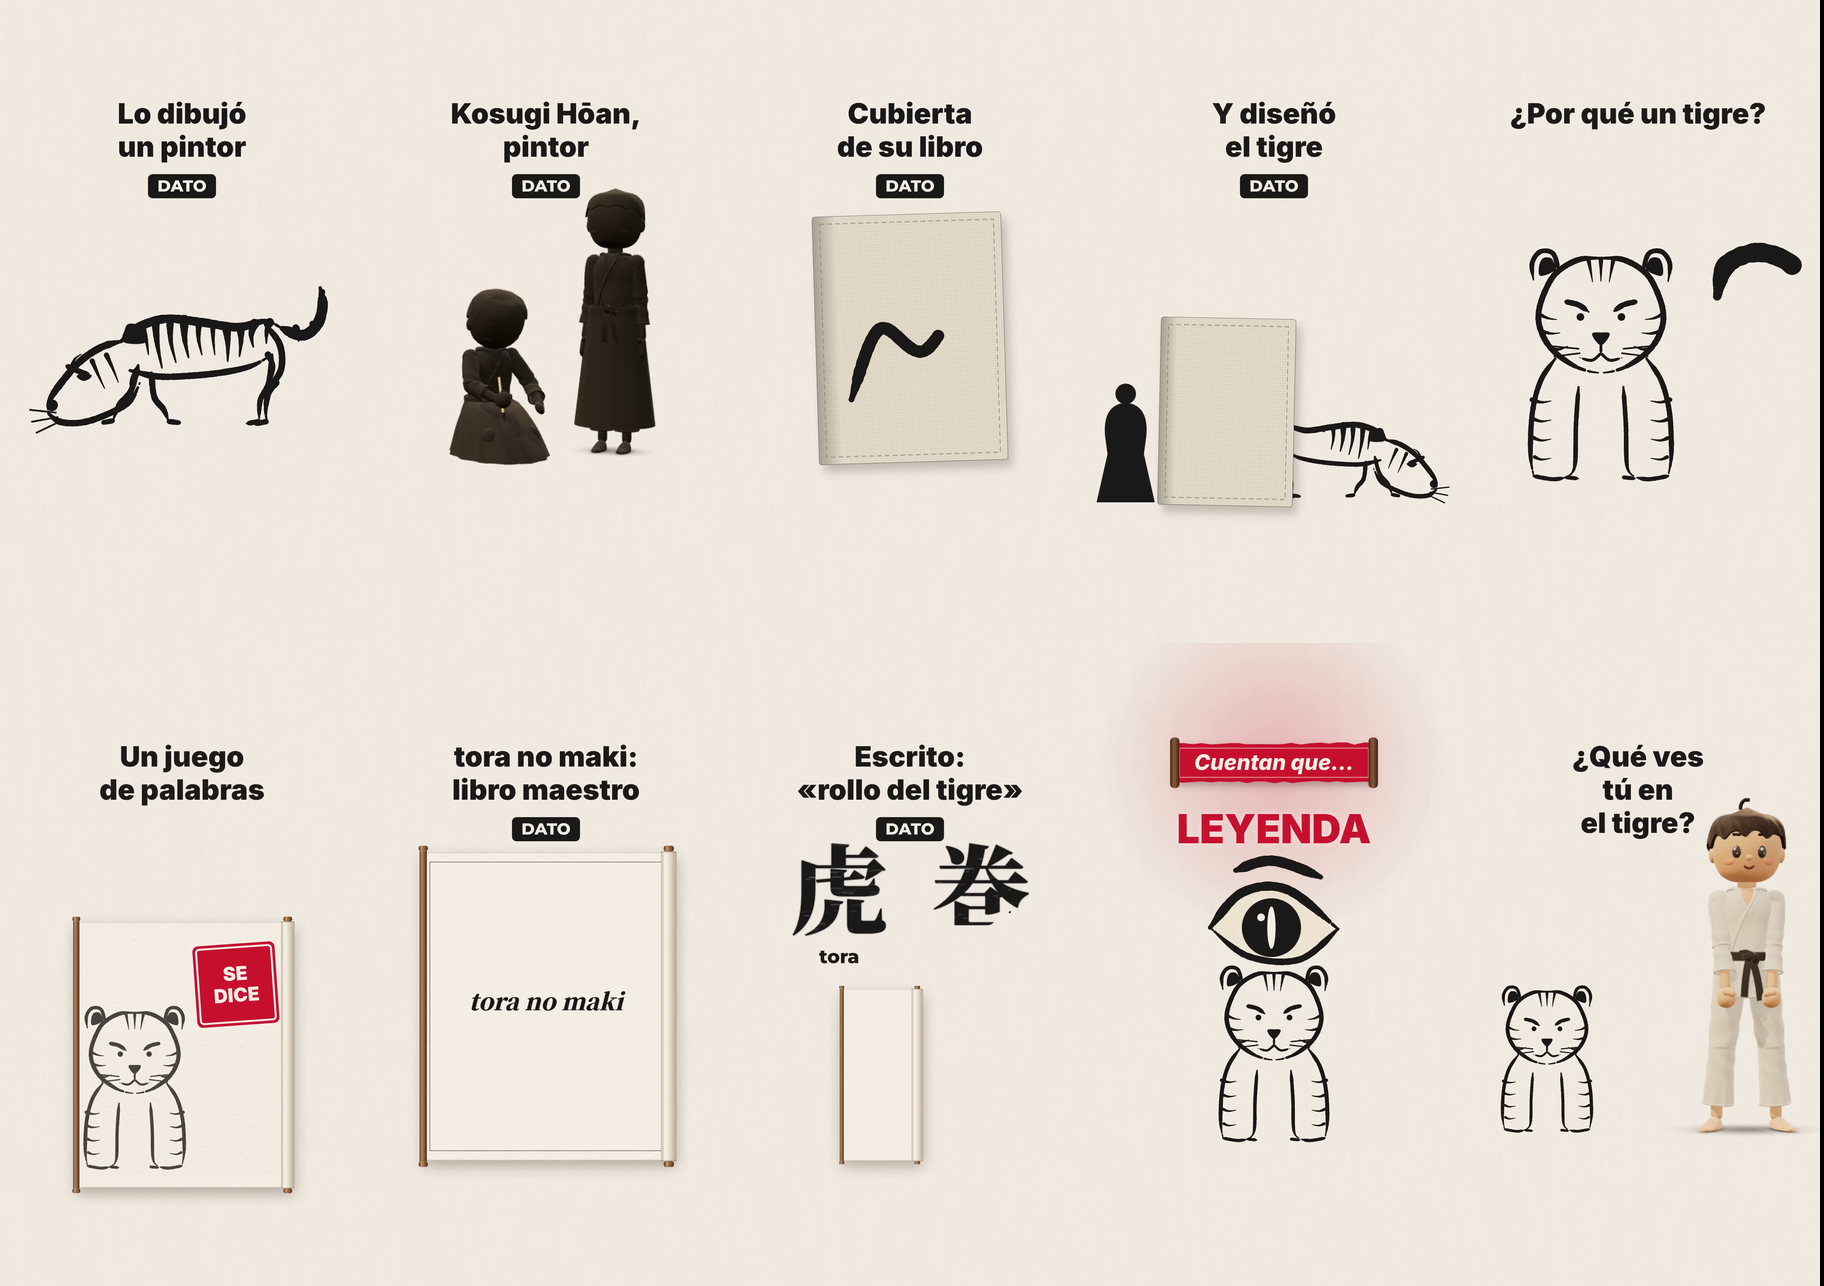 Lo dibujó
un pintor
DATO
Kosugi Hōan,
pintor
DATO
Cubierta
de su libro
DATO
Y diseñó
el tigre
DATO
¿Por qué un tigre?
Un juego
de palabras
SE
DICE
tora no maki:
libro maestro
DATO
tora no maki
Escrito:
«rollo del tigre»
DATO
虎 巻
tora
Cuentan que...
LEYENDA
¿Qué ves
tú en
el tigre?